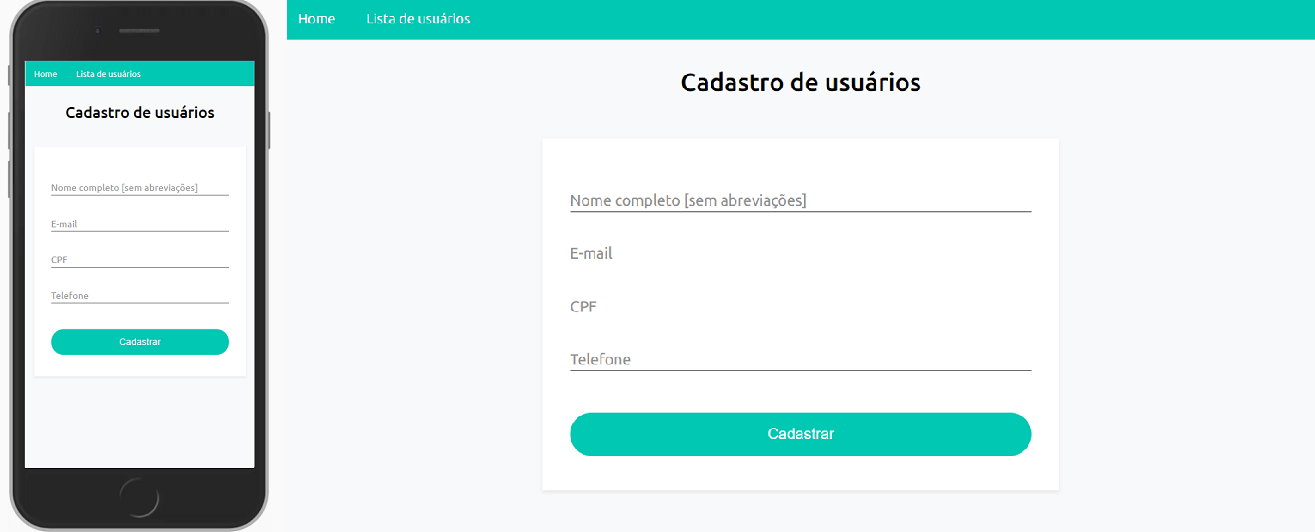 Home Lista de usuários
Cadastro de usuários
Nome completo [sem abreviações]
E-mail
CPF
Telefone
Cadastrar
Home Lista de usuários
Cadastro de usuários
Nome completo [sem abreviações]
E-mail
CPF
Telefone
Cadastrar